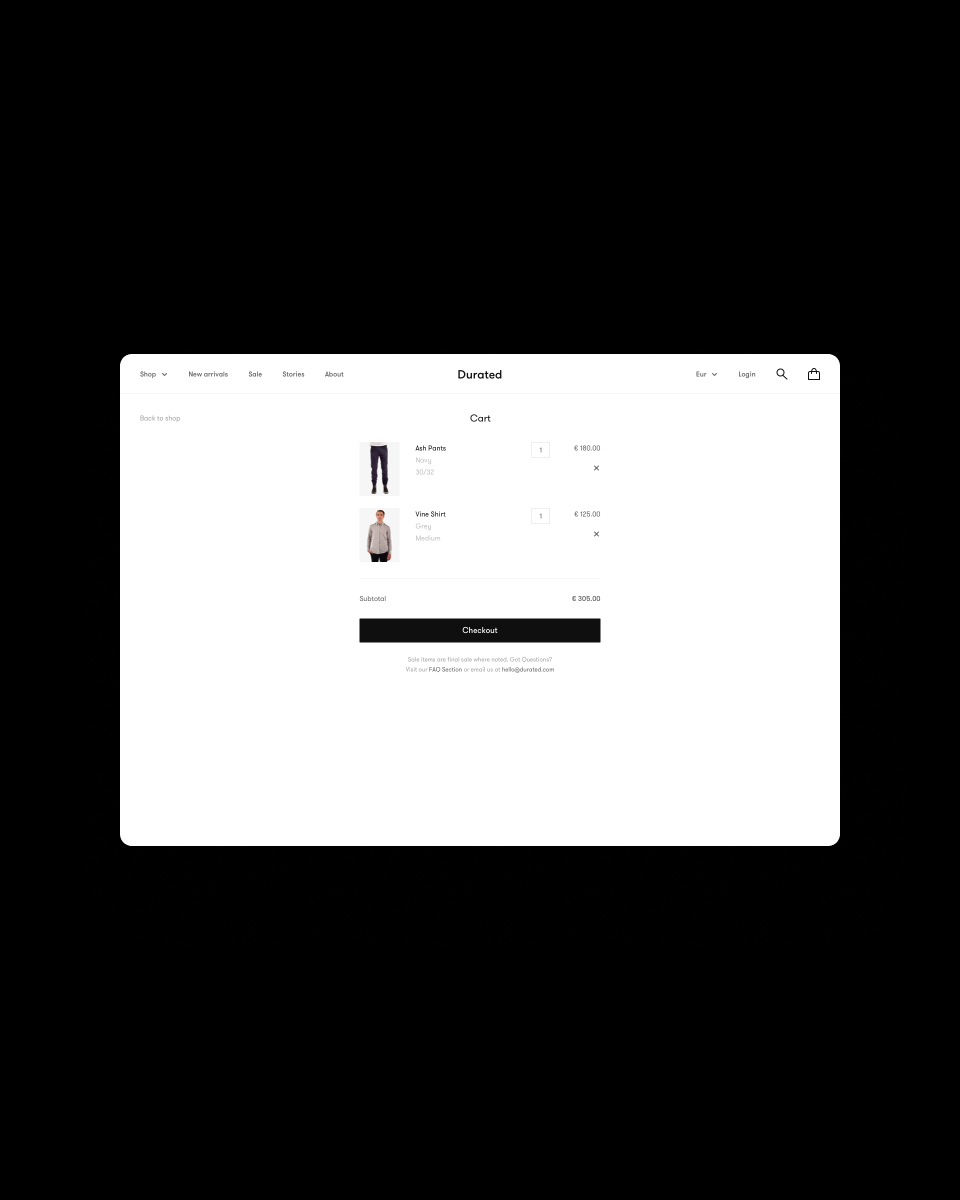 Shop New arrivals Sale Stories About Durated Eur Login
Back to shop Cart
Ash Pants 1 € 180.00
Navy
30/32
Vine Shirt 1 € 125.00
Grey
Medium
Subtotal € 305.00
Checkout
Sale items are final sale where noted. Got Questions?
Visit our FAQ Section or email us at hello@durated.com